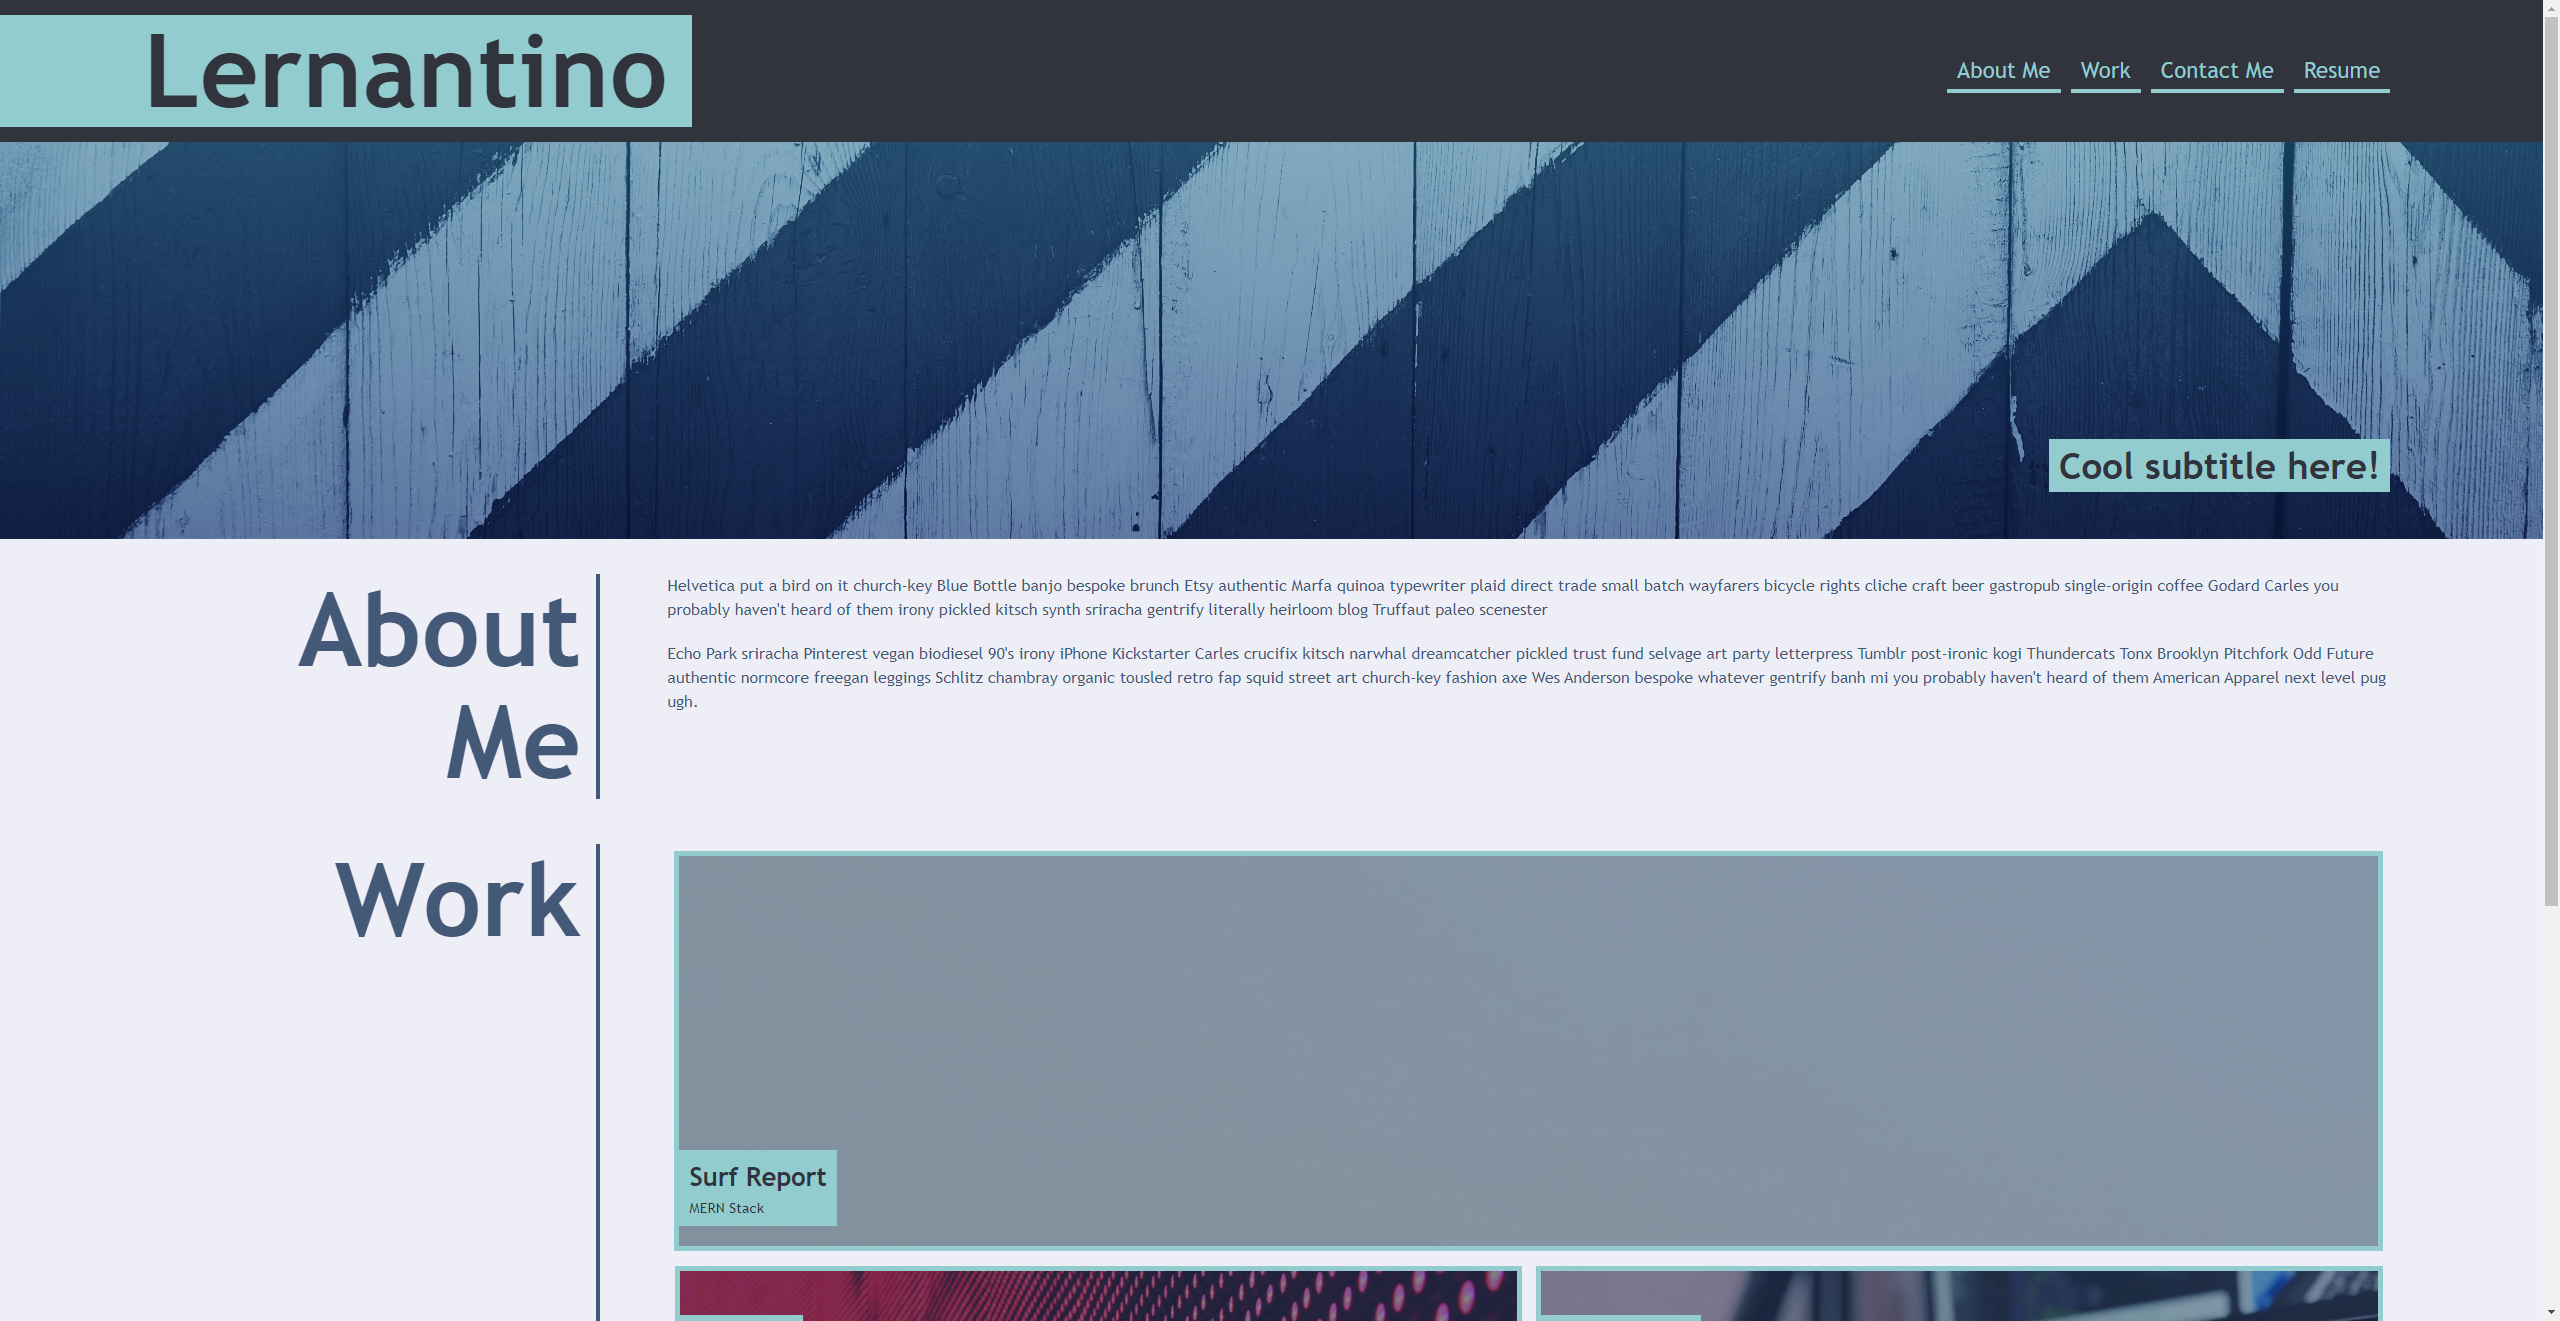 Lernantino
About Me Work Contact Me Resume
Cool subtitle here!
About
Me
Helvetica put a bird on it church-key Blue Bottle banjo bespoke brunch Etsy authentic Marfa quinoa typewriter plaid direct trade small batch wayfarers bicycle rights cliche craft beer gastropub single-origin coffee Godard Carles you
probably haven't heard of them irony pickled kitsch synth sriracha gentrify literally heirloom blog Truffaut paleo scenester
Echo Park sriracha Pinterest vegan biodiesel 90's irony iPhone Kickstarter Carles crucifix kitsch narwhal dreamcatcher pickled trust fund selvage art party letterpress Tumblr post-ironic kogi Thundercats Tonx Brooklyn Pitchfork Odd Future
authentic normcore freegan leggings Schlitz chambray organic tousled retro fap squid street art church-key fashion axe Wes Anderson bespoke whatever gentrify banh mi you probably haven't heard of them American Apparel next level pug
ugh.
Work
Surf Report
MERN Stack